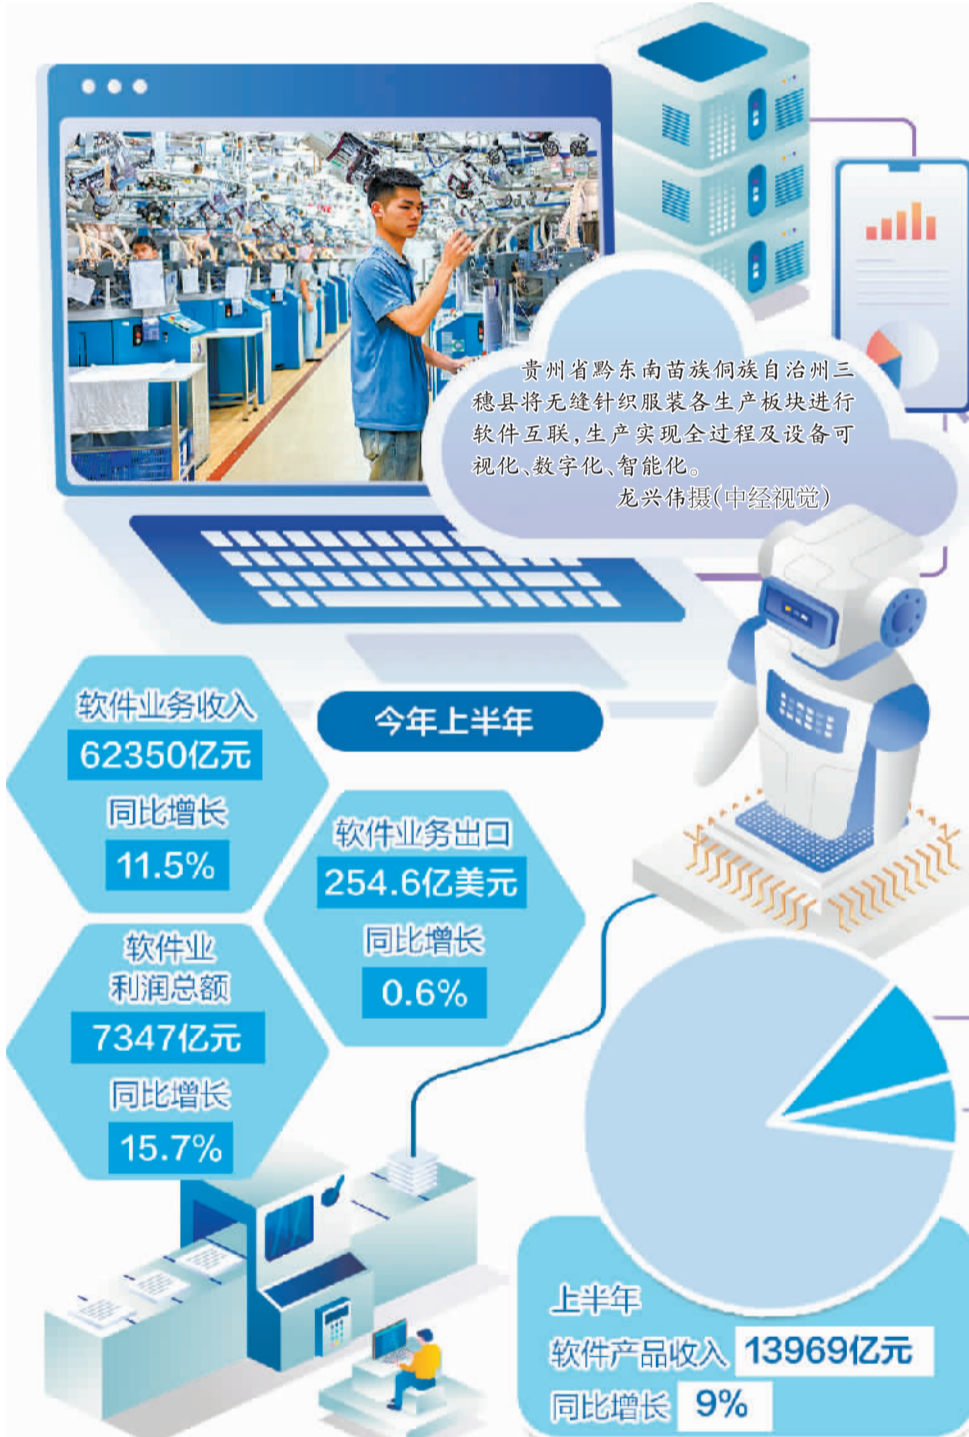 贵州省黔东南苗族侗族自治州三
穗县将无缝针织服装各生产板块进行
软件互联,生产实现全过程及设备可
视化、数字化、智能化。
龙兴伟摄(中经视觉)
今年上半年
软件业务收入
62350亿元
同比增长
11.5%
软件业务出口
254.6亿美元
同比增长
0.6%
软件业
利润总额
7347亿元
同比增长
15.7%
上半年
软件产品收入 13969亿元
同比增长 9%